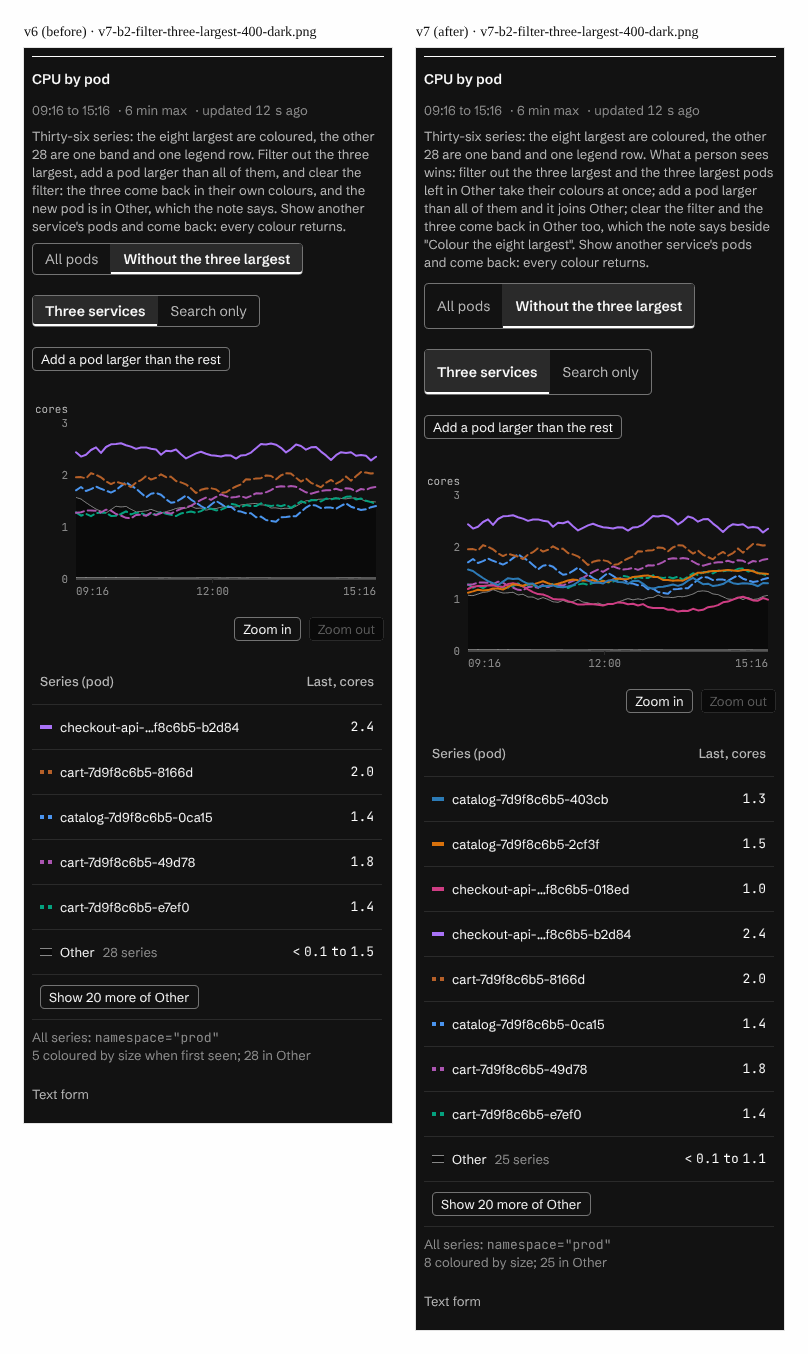 v6 (before) · v7-b2-filter-three-largest-400-dark.png
CPU by pod
09:16 to 15:16 · 6 min max · updated 12 s ago
Thirty-six series: the eight largest are coloured, the other
28 are one band and one legend row. Filter out the three
largest, add a pod larger than all of them, and clear the
filter: the three come back in their own colours, and the
new pod is in Other, which the note says. Show another
service's pods and come back: every colour returns.
All pods
Without the three largest
Three services
Search only
Add a pod larger than the rest
cores
3
2
1
0
09:16
12:00
15:16
Zoom in
Zoom out
Series (pod)
Last, cores
checkout-api-…f8c6b5-b2d84
2.4
cart-7d9f8c6b5-8166d
2.0
catalog-7d9f8c6b5-0ca15
1.4
cart-7d9f8c6b5-49d78
1.8
cart-7d9f8c6b5-e7ef0
1.4
Other 28 series
< 0.1 to 1.5
Show 20 more of Other
All series: namespace="prod"
5 coloured by size when first seen; 28 in Other
Text form
v7 (after) · v7-b2-filter-three-largest-400-dark.png
CPU by pod
09:16 to 15:16 · 6 min max · updated 12 s ago
Thirty-six series: the eight largest are coloured, the other
28 are one band and one legend row. What a person sees
wins: filter out the three largest and the three largest pods
left in Other take their colours at once; add a pod larger
than all of them and it joins Other; clear the filter and the
three come back in Other too, which the note says beside
"Colour the eight largest". Show another service's pods
and come back: every colour returns.
All pods
Without the three largest
Three services
Search only
Add a pod larger than the rest
cores
3
2
1
0
09:16
12:00
15:16
Zoom in
Zoom out
Series (pod)
Last, cores
catalog-7d9f8c6b5-403cb
1.3
catalog-7d9f8c6b5-2cf3f
1.5
checkout-api-…f8c6b5-018ed
1.0
checkout-api-…f8c6b5-b2d84
2.4
cart-7d9f8c6b5-8166d
2.0
catalog-7d9f8c6b5-0ca15
1.4
cart-7d9f8c6b5-49d78
1.8
cart-7d9f8c6b5-e7ef0
1.4
Other 25 series
< 0.1 to 1.1
Show 20 more of Other
All series: namespace="prod"
8 coloured by size; 25 in Other
Text form